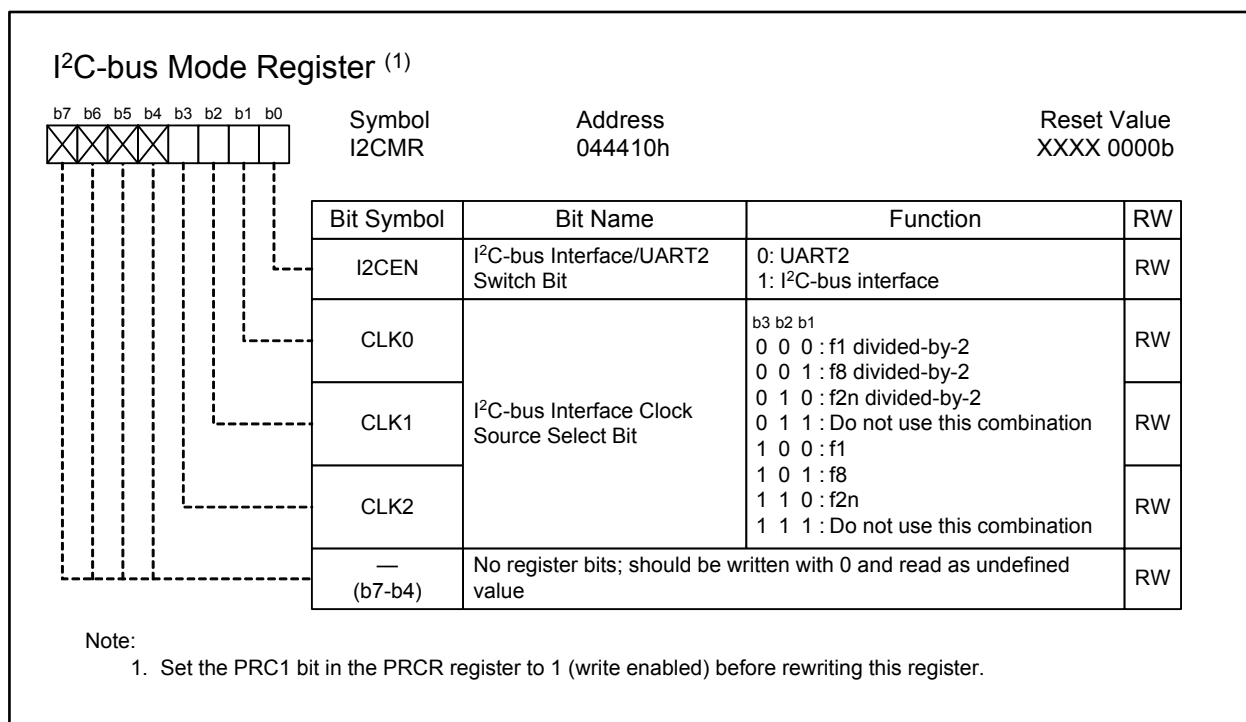 I²C-bus Mode Register (1)
b7 b6 b5 b4 b3 b2 b1 b0
Symbol Address Reset Value
I2CMR 044410h XXXX 0000b
Bit Symbol Bit Name Function RW
I2CEN I²C-bus Interface/UART2 Switch Bit 0: UART2 RW
1: I²C-bus interface
b3 b2 b1
CLK0 0 0 0 : f1 divided-by-2 RW
0 0 1 : f8 divided-by-2
0 1 0 : f2n divided-by-2
CLK1 I²C-bus Interface Clock Source Select Bit 0 1 1 : Do not use this combination RW
1 0 0 : f1
1 0 1 : f8
CLK2 1 1 0 : f2n RW
1 1 1 : Do not use this combination
— (b7-b4) No register bits; should be written with 0 and read as undefined value RW
Note:
1. Set the PRC1 bit in the PRCR register to 1 (write enabled) before rewriting this register.